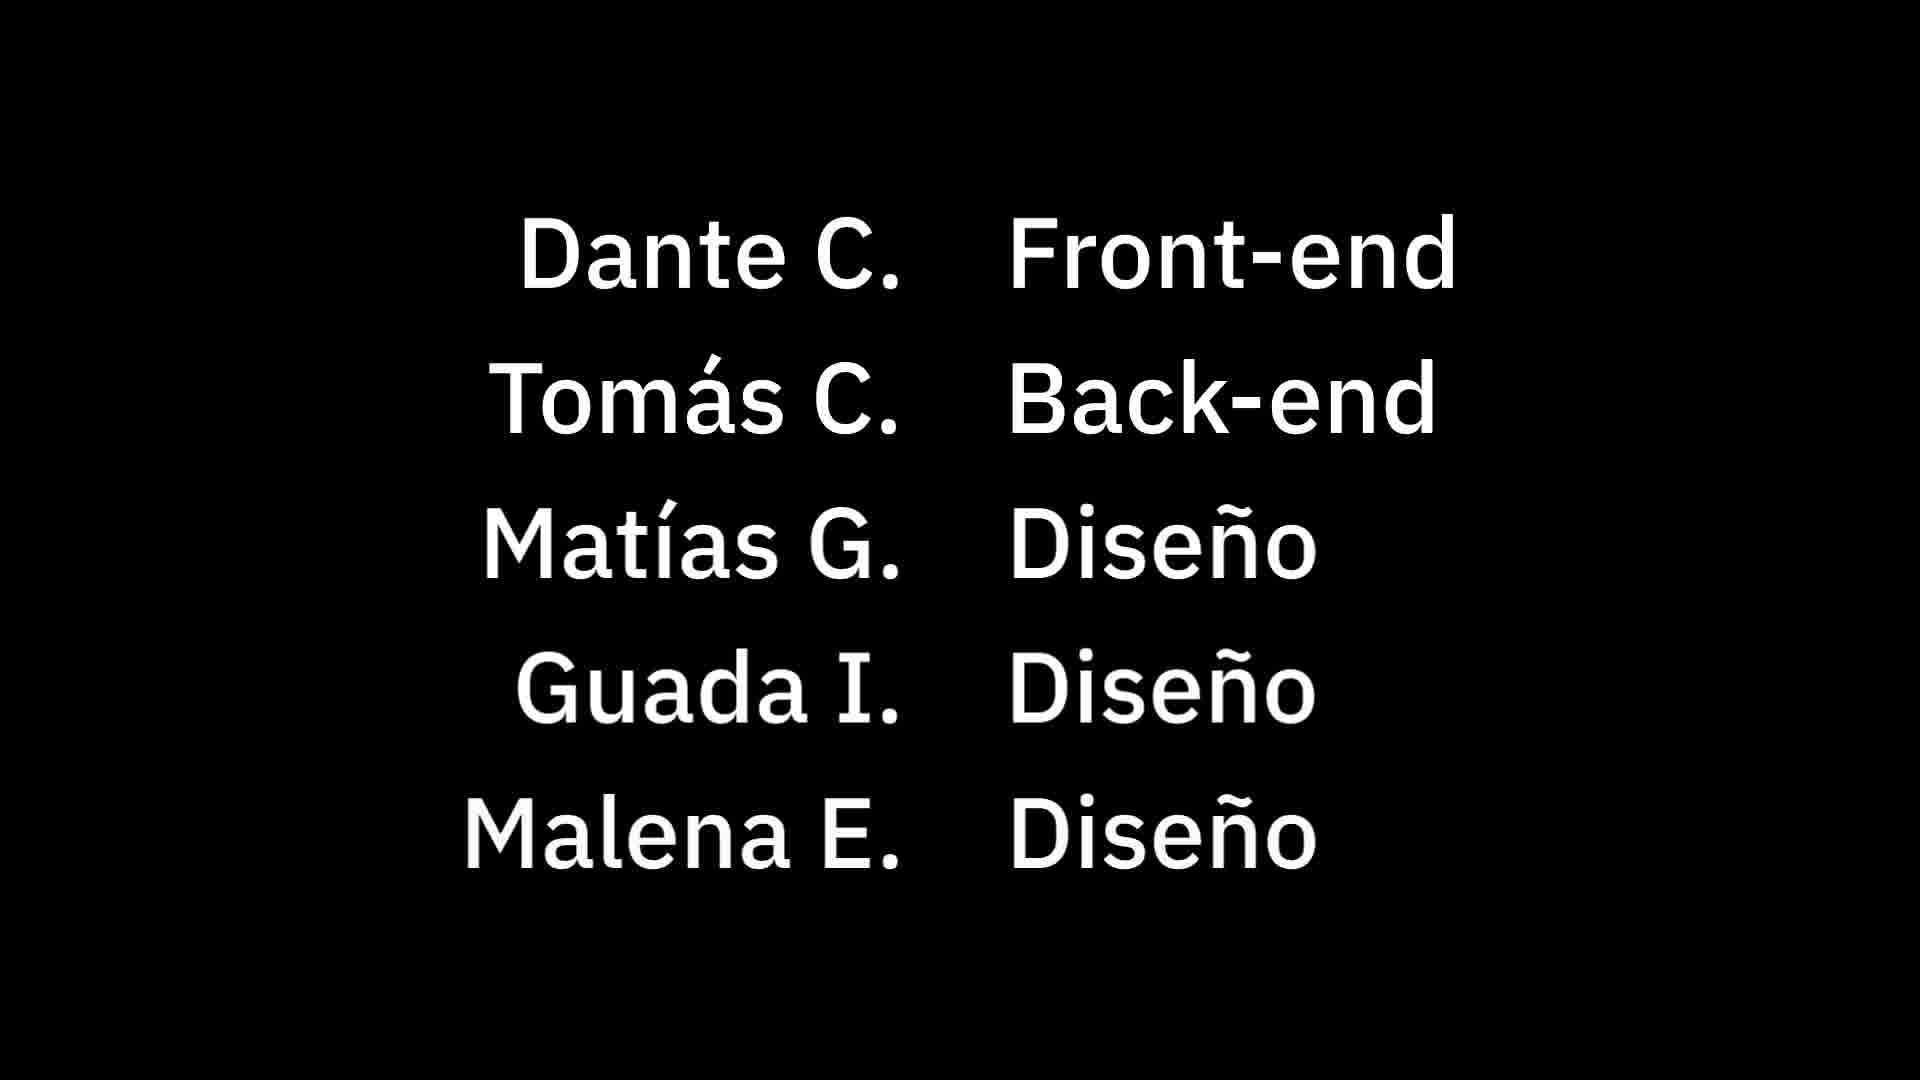 Dante C. Front-end
Tomás C. Back-end
Matías G. Diseño
Guada I. Diseño
Malena E. Diseño